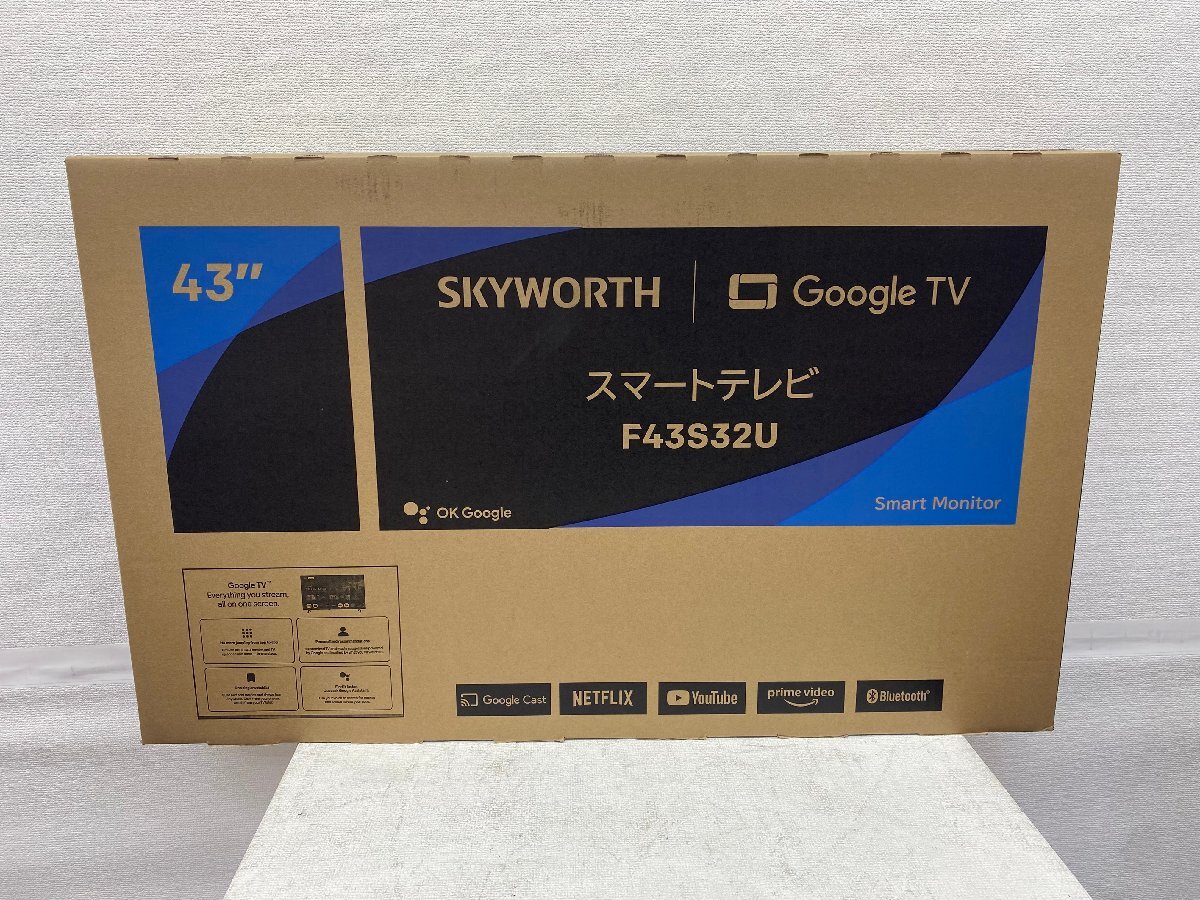 43"
SKYWORTH
Google TV
スマートテレビ
F43S32U
OK Google
Smart Monitor
Google TV™
Everything you stream,
all on one screen.
Google Cast
NETFLIX
YouTube
prime video
Bluetooth®